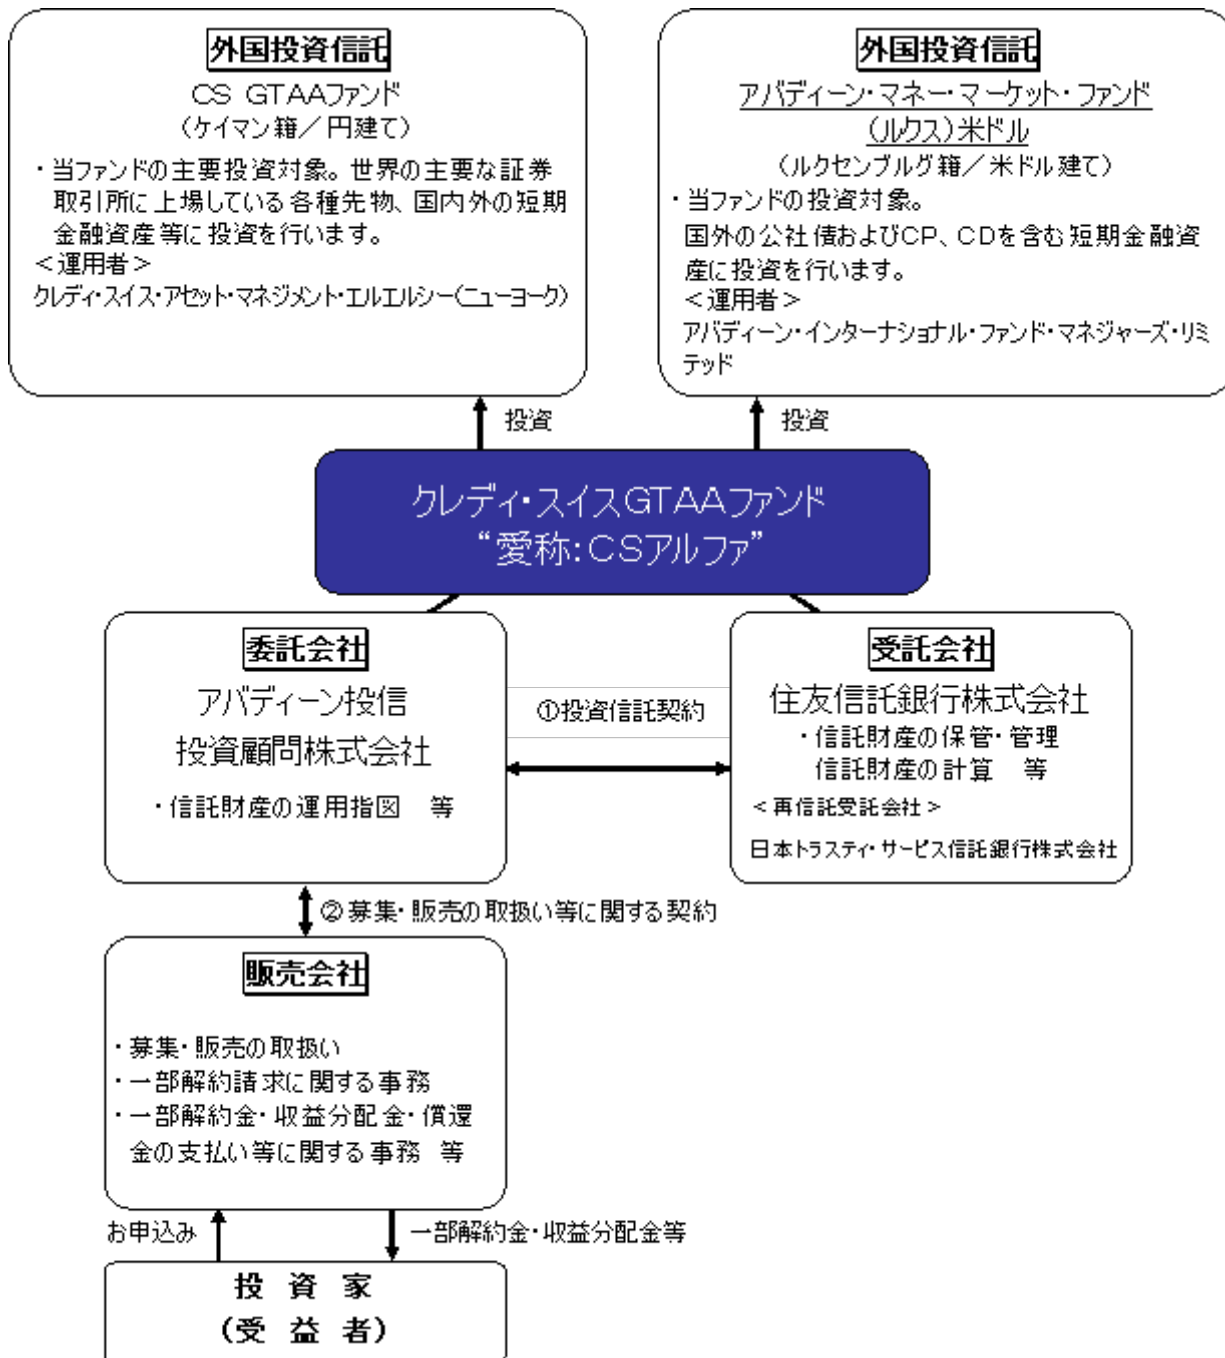 外国投資信託
CS GTAAファンド
(ケイマン籍/円建て)
・当ファンドの主要投資対象。世界の主要な証券
取引所に上場している各種先物、国内外の短期
金融資産等に投資を行います。
<運用者>
クレディ・スイス・アセット・マネジメント・エルエルシー(ニューヨーク)
外国投資信託
アバディーン・マネー・マーケット・ファンド
(ルクス)米ドル
(ルクセンブルグ籍/米ドル建て)
・当ファンドの投資対象。
国外の公社債およびCP、CDを含む短期金融資
産に投資を行います。
<運用者>
アバディーン・インターナショナル・ファンド・マネジャーズ・リミ
テッド
投資
投資
クレディ・スイスGTAAファンド
“愛称:CSアルファ”
委託会社
アバディーン投信
投資顧問株式会社
・信託財産の運用指図 等
①投資信託契約
受託会社
住友信託銀行株式会社
・信託財産の保管・管理
信託財産の計算 等
<再信託受託会社>
日本トラスティ・サービス信託銀行株式会社
②募集・販売の取扱い等に関する契約
販売会社
・募集・販売の取扱い
・一部解約請求に関する事務
・一部解約金・収益分配金・償還
金の支払い等に関する事務 等
お申込み
一部解約金・収益分配金等
投 資 家
(受 益 者)